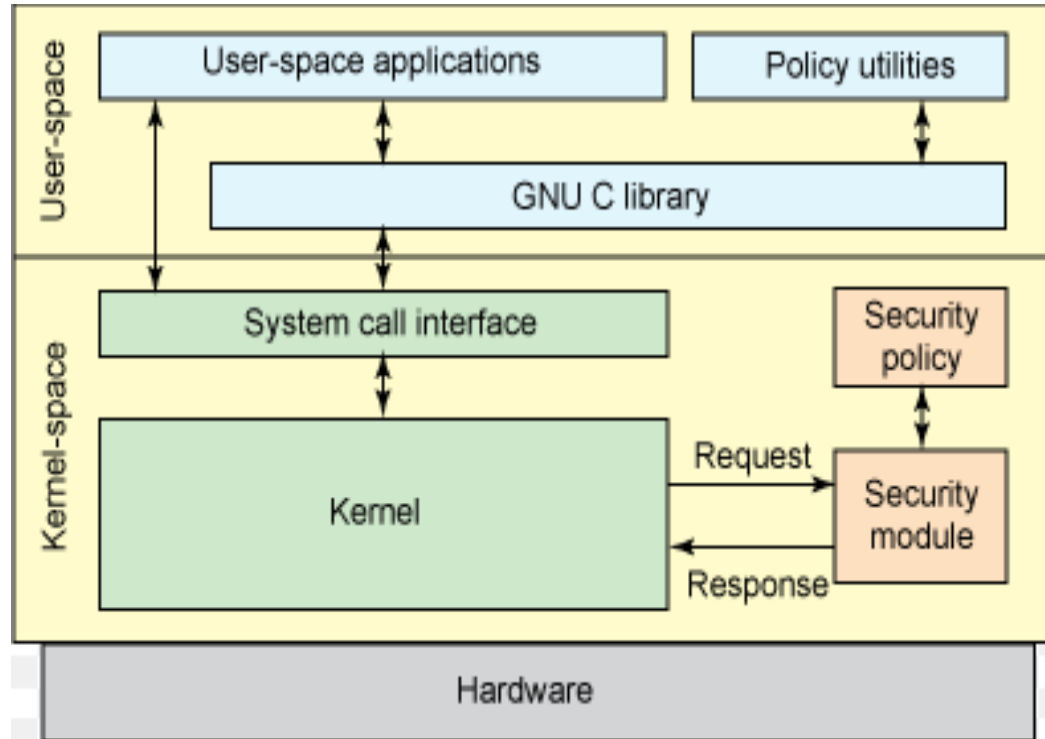 User-space
User-space applications
Policy utilities
GNU C library
Kernel-space
System call interface
Security
policy
Kernel
Request
Security
module
Response
Hardware